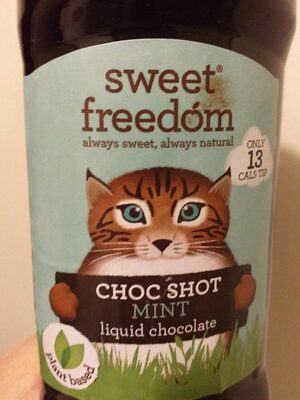 sweet®
freedom
always sweet, always natural
ONLY
13
CALS TSP
CHOC SHOT
MINT
liquid chocolate
plant based